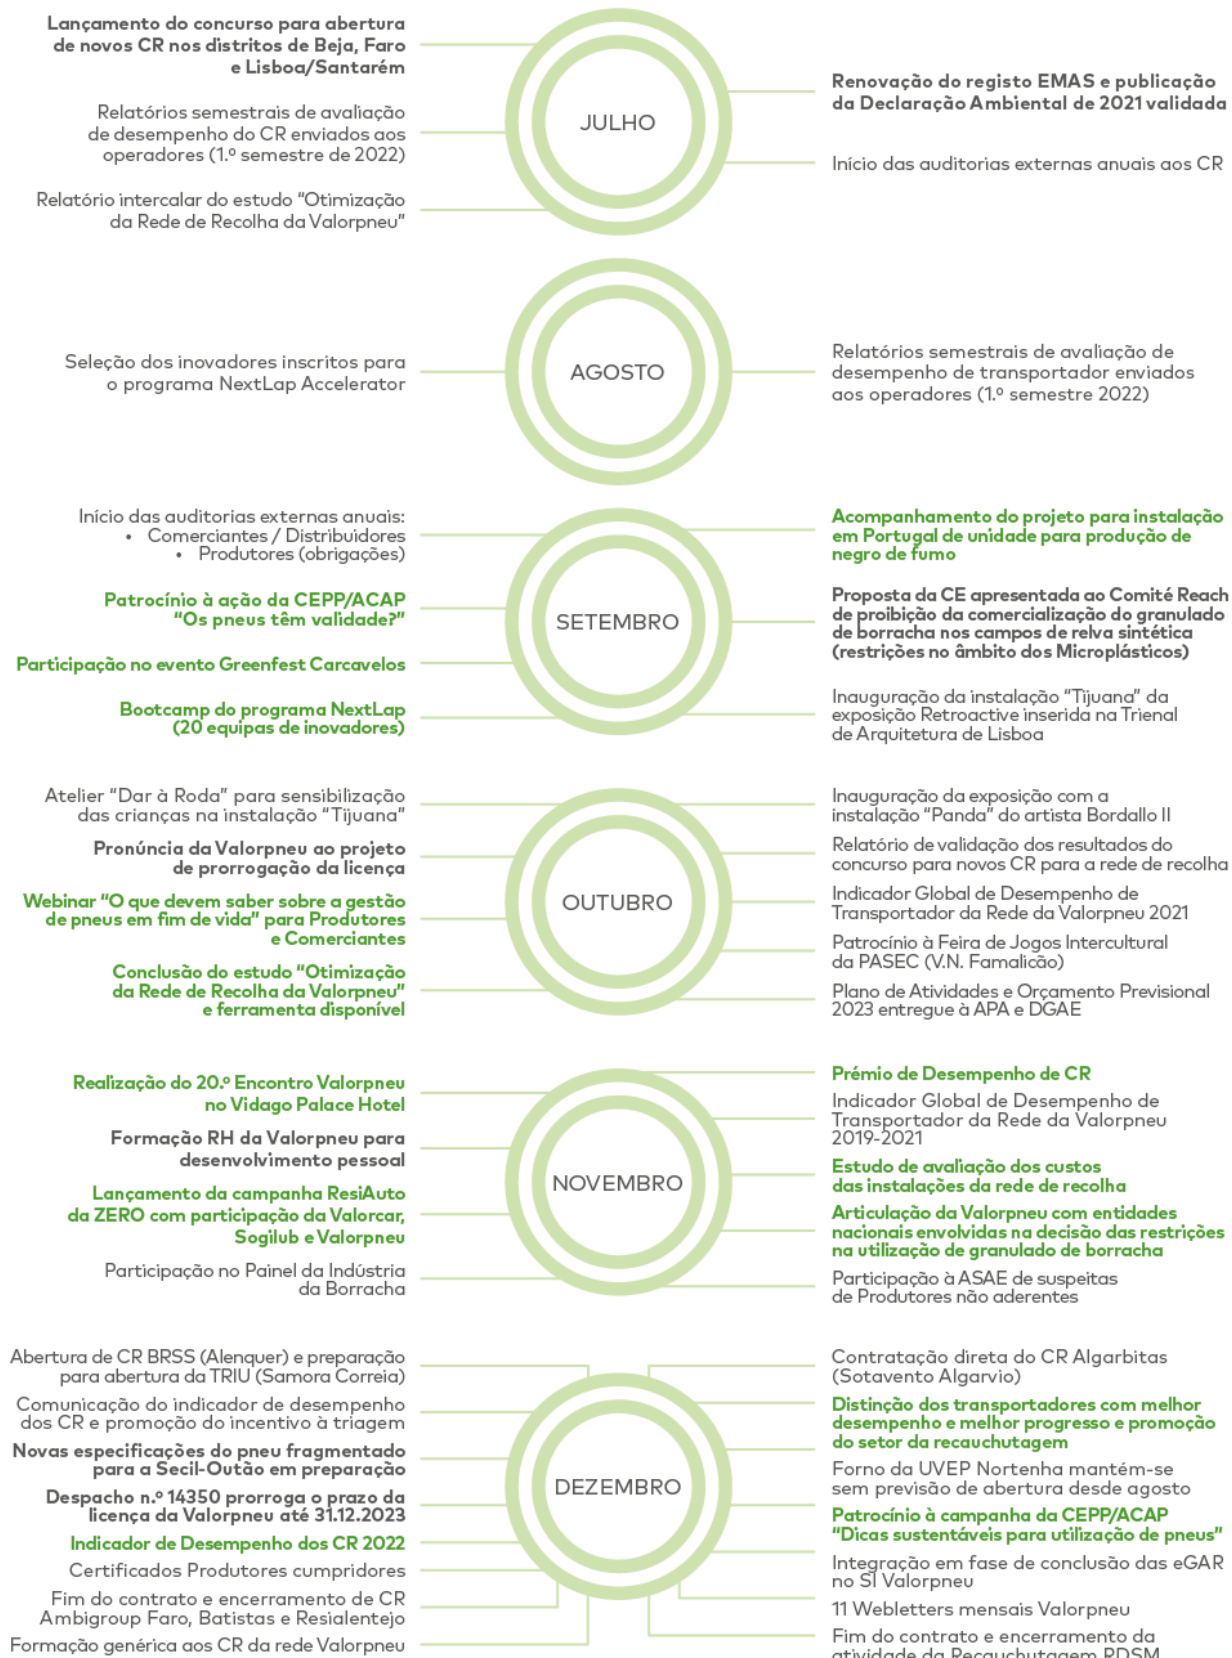 Lançamento do concurso para abertura
de novos CR nos distritos de Beja, Faro
e Lisboa/Santarém
Relatórios semestrais de avaliação
de desempenho do CR enviados aos
operadores (1.º semestre de 2022)
Relatório intercalar do estudo “Otimização
da Rede de Recolha da Valorpneu”
JULHO
Renovação do registo EMAS e publicação
da Declaração Ambiental de 2021 validada
Início das auditorias externas anuais aos CR
Seleção dos inovadores inscritos para
o programa NextLap Accelerator
AGOSTO
Relatórios semestrais de avaliação de
desempenho de transportador enviados
aos operadores (1.º semestre 2022)
Início das auditorias externas anuais:
• Comerciantes / Distribuidores
• Produtores (obrigações)
Patrocínio à ação da CEPP/ACAP
“Os pneus têm validade?”
Participação no evento Greenfest Carcavelos
Bootcamp do programa NextLap
(20 equipas de inovadores)
SETEMBRO
Acompanhamento do projeto para instalação
em Portugal de unidade para produção de
negro de fumo
Proposta da CE apresentada ao Comité Reach
de proibição da comercialização do granulado
de borracha nos campos de relva sintética
(restrições no âmbito dos Microplásticos)
Inauguração da instalação “Tijuana” da
exposição Retroactive inserida na Trienal
de Arquitetura de Lisboa
Atelier “Dar à Roda” para sensibilização
das crianças na instalação “Tijuana”
Pronúncia da Valorpneu ao projeto
de prorrogação da licença
Webinar “O que devem saber sobre a gestão
de pneus em fim de vida” para Produtores
e Comerciantes
Conclusão do estudo “Otimização
da Rede de Recolha da Valorpneu”
e ferramenta disponível
OUTUBRO
Inauguração da exposição com a
instalação “Panda” do artista Bordallo II
Relatório de validação dos resultados do
concurso para novos CR para a rede de recolha
Indicador Global de Desempenho de
Transportador da Rede da Valorpneu 2021
Patrocínio à Feira de Jogos Intercultural
da PASEC (V.N. Famalicão)
Plano de Atividades e Orçamento Previsional
2023 entregue à APA e DGAE
Realização do 20.º Encontro Valorpneu
no Vidago Palace Hotel
Formação RH da Valorpneu para
desenvolvimento pessoal
Lançamento da campanha ResiAuto
da ZERO com participação da Valorcar,
Sogilub e Valorpneu
Participação no Painel da Indústria
da Borracha
NOVEMBRO
Prémio de Desempenho de CR
Indicador Global de Desempenho de
Transportador da Rede da Valorpneu
2019-2021
Estudo de avaliação dos custos
das instalações da rede de recolha
Articulação da Valorpneu com entidades
nacionais envolvidas na decisão das restrições
na utilização de granulado de borracha
Participação à ASAE de suspeitas
de Produtores não aderentes
Abertura de CR BRSS (Alenquer) e preparação
para abertura da TRIU (Samora Correia)
Comunicação do indicador de desempenho
dos CR e promoção do incentivo à triagem
Novas especificações do pneu fragmentado
para a Secil-Outão em preparação
Despacho n.º 14350 prorroga o prazo da
licença da Valorpneu até 31.12.2023
Indicador de Desempenho dos CR 2022
Certificados Produtores cumpridores
Fim do contrato e encerramento de CR
Ambigroup Faro, Batistas e Resialentejo
Formação genérica aos CR da rede Valorpneu
DEZEMBRO
Contratação direta do CR Algarbitas
(Sotavento Algarvio)
Distinção dos transportadores com melhor
desempenho e melhor progresso e promoção
do setor da recauchutagem
Forno da UVEP Nortenha mantém-se
sem previsão de abertura desde agosto
Patrocínio à campanha da CEPP/ACAP
“Dicas sustentáveis para utilização de pneus”
Integração em fase de conclusão das eGAR
no SI Valorpneu
11 Webletters mensais Valorpneu
Fim do contrato e encerramento da
atividade da Recauchutagem RDSM